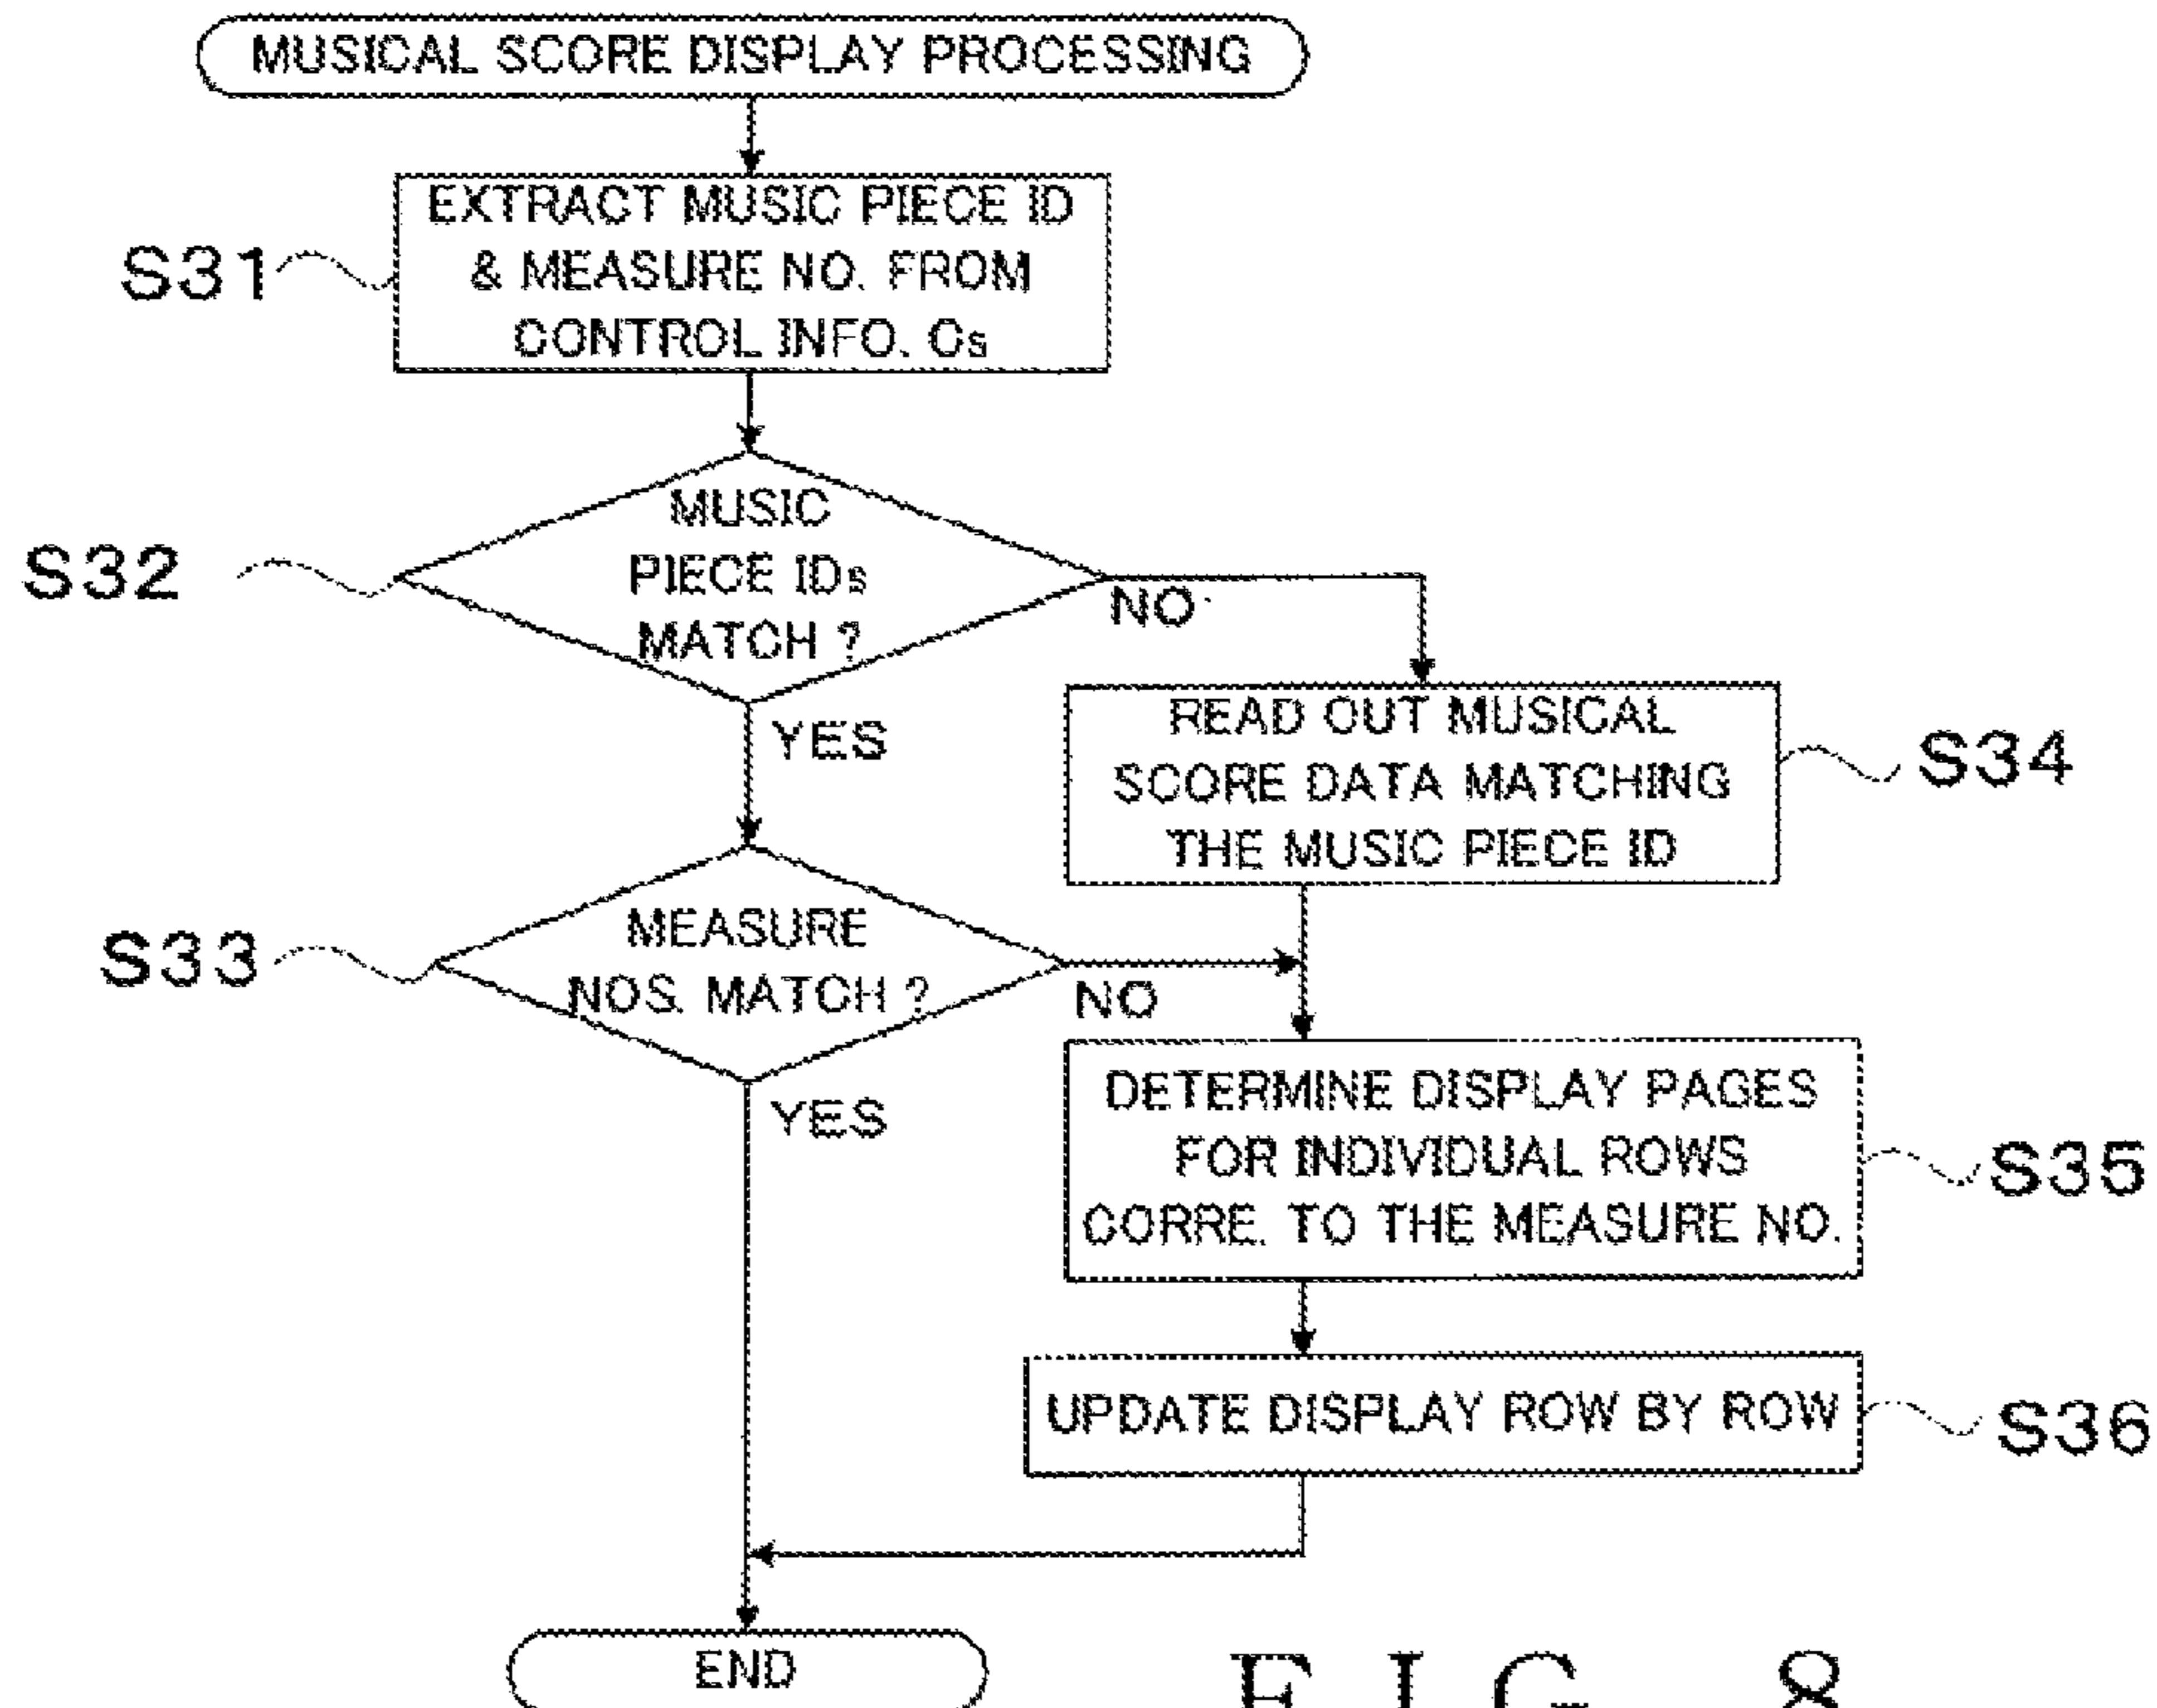 MUSICAL SCORE DISPLAY PROCESSING
S31
EXTRACT MUSIC PIECE ID
& MEASURE NO. FROM
CONTROL INFO. Cs
S32
MUSIC
PIECE IDs
MATCH ?
NO
YES
READ OUT MUSICAL
SCORE DATA MATCHING
THE MUSIC PIECE ID
S34
S33
MEASURE
NOS. MATCH ?
NO
YES
DETERMINE DISPLAY PAGES
FOR INDIVIDUAL ROWS
CORRE. TO THE MEASURE NO.
S35
UPDATE DISPLAY ROW BY ROW
S36
END
FIG. 8